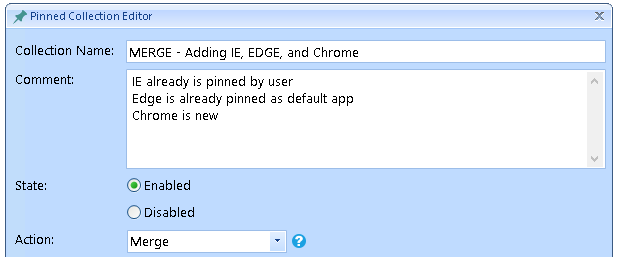 Pinned Collection Editor
Collection Name: MERGE - Adding IE, EDGE, and Chrome
Comment: IE already is pinned by user
Edge is already pinned as default app
Chrome is new
State: Enabled
Disabled
Action: Merge ?